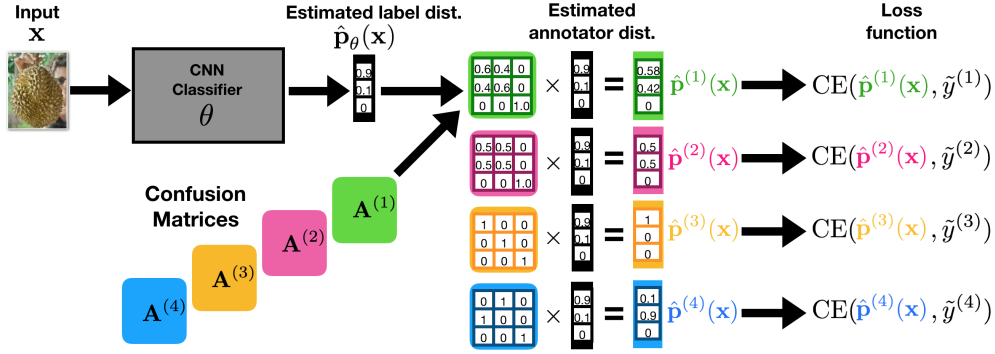 Input
x
CNN
Classifier
θ
Estimated label dist.
p̂_θ(x)
0.9
0.1
0
Confusion
Matrices
A^(1)
A^(2)
A^(3)
A^(4)
Estimated
annotator dist.
Loss
function
0.6 0.4 0
0.4 0.6 0
0 0 1.0
×
0.9
0.1
0
=
0.58
0.42
0
p̂^(1)(x)
CE(p̂^(1)(x), ỹ^(1))
0.5 0.5 0
0.5 0.5 0
0 0 1.0
×
0.9
0.1
0
=
0.5
0.5
0
p̂^(2)(x)
CE(p̂^(2)(x), ỹ^(2))
1 0 0
0 1 0
0 0 1
×
0.9
0.1
0
=
1
0
0
p̂^(3)(x)
CE(p̂^(3)(x), ỹ^(3))
0 1 0
1 0 0
0 0 1
×
0.9
0.1
0
=
0.1
0.9
0
p̂^(4)(x)
CE(p̂^(4)(x), ỹ^(4))